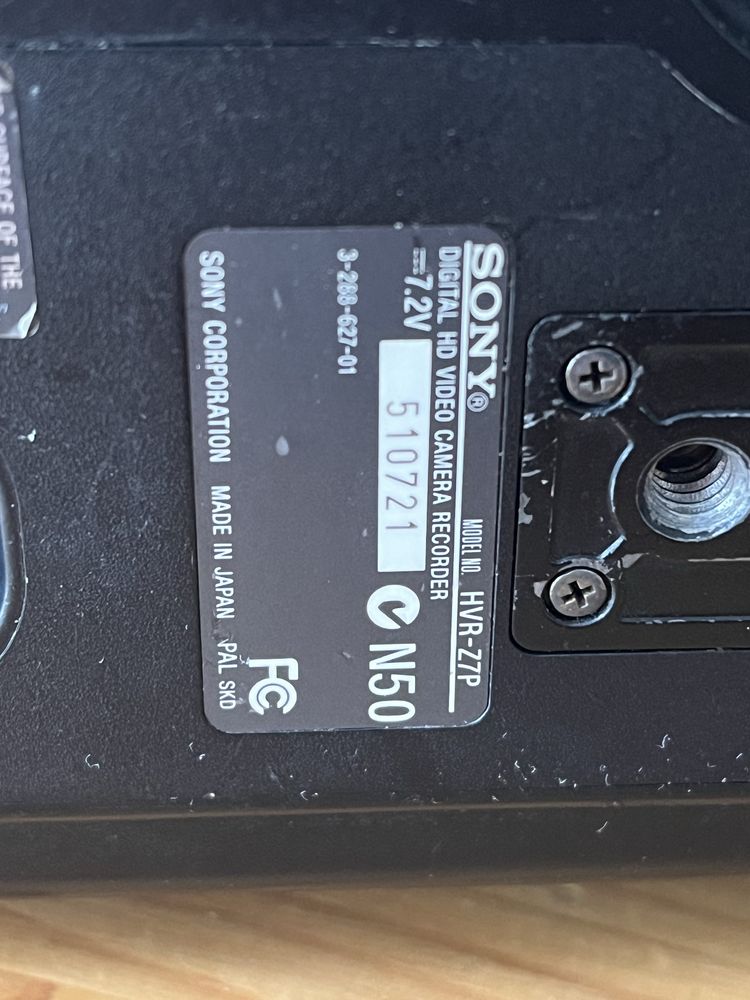 SONY®
MODEL NO. HVR-Z7P
DIGITAL HD VIDEO CAMERA RECORDER
⎓7.2V
510721
N50
3-288-627-01
FC
SONY CORPORATION MADE IN JAPAN PAL SKD
SURFACE OF THE